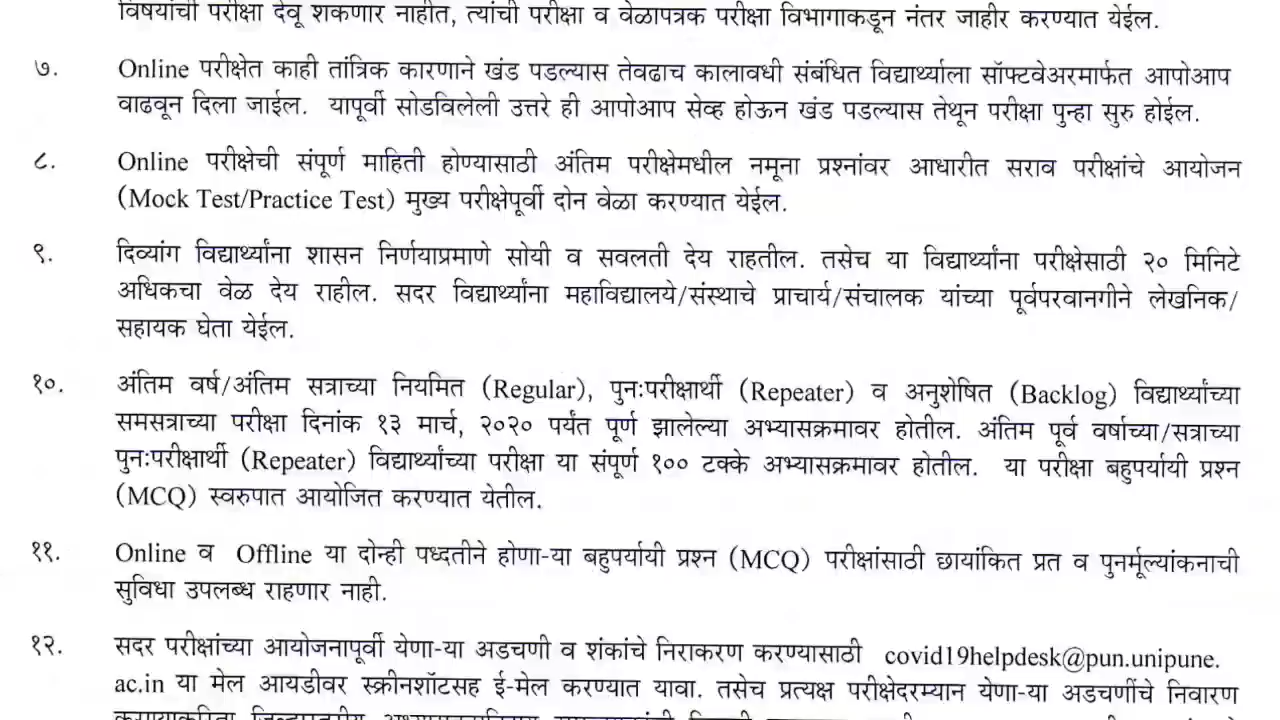 विषयांची परीक्षा देवू शकणार नाहीत, त्यांची परीक्षा व वेळापत्रक परीक्षा विभागाकडून नंतर जाहीर करण्यात येईल.
७. Online परीक्षेत काही तांत्रिक कारणाने खंड पडल्यास तेवढाच कालावधी संबंधित विद्यार्थ्याला सॉफ्टवेअरमार्फत आपोआप
वाढवून दिला जाईल. यापूर्वी सोडविलेली उत्तरे ही आपोआप सेव्ह होऊन खंड पडल्यास तेथून परीक्षा पुन्हा सुरु होईल.
८. Online परीक्षेची संपूर्ण माहिती होण्यासाठी अंतिम परीक्षेमधील नमूना प्रश्नांवर आधारीत सराव परीक्षांचे आयोजन
(Mock Test/Practice Test) मुख्य परीक्षेपूर्वी दोन वेळा करण्यात येईल.
९. दिव्यांग विद्यार्थ्यांना शासन निर्णयाप्रमाणे सोयी व सवलती देय राहतील. तसेच या विद्यार्थ्यांना परीक्षेसाठी २० मिनिटे
अधिकचा वेळ देय राहील. सदर विद्यार्थ्यांना महाविद्यालये/संस्थाचे प्राचार्य/संचालक यांच्या पूर्वपरवानगीने लेखनिक/
सहायक घेता येईल.
१०. अंतिम वर्ष/अंतिम सत्राच्या नियमित (Regular), पुनःपरीक्षार्थी (Repeater) व अनुशेषित (Backlog) विद्यार्थ्यांच्या
समसत्राच्या परीक्षा दिनांक १३ मार्च, २०२० पर्यंत पूर्ण झालेल्या अभ्यासक्रमावर होतील. अंतिम पूर्व वर्षाच्या/सत्राच्या
पुनःपरीक्षार्थी (Repeater) विद्यार्थ्यांच्या परीक्षा या संपूर्ण १०० टक्के अभ्यासक्रमावर होतील. या परीक्षा बहुपर्यायी प्रश्न
(MCQ) स्वरुपात आयोजित करण्यात येतील.
११. Online व Offline या दोन्ही पध्दतीने होणा-या बहुपर्यायी प्रश्न (MCQ) परीक्षांसाठी छायांकित प्रत व पुनर्मूल्यांकनाची
सुविधा उपलब्ध राहणार नाही.
१२. सदर परीक्षांच्या आयोजनापूर्वी येणा-या अडचणी व शंकांचे निराकरण करण्यासाठी covid19helpdesk@pun.unipune.
ac.in या मेल आयडीवर स्क्रीनशॉटसह ई-मेल करण्यात यावा. तसेच प्रत्यक्ष परीक्षेदरम्यान येणा-या अडचणींचे निवारण